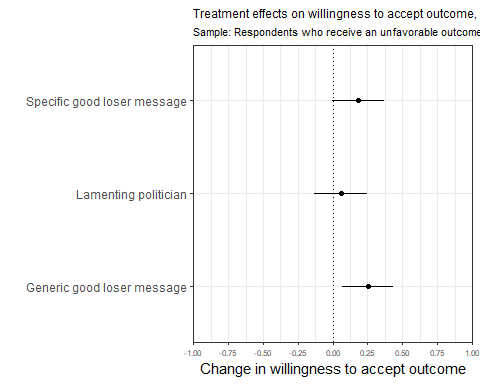 Treatment effects on willingness to accept outcome,
Sample: Respondents who receive an unfavorable outcome
Specific good loser message
Lamenting politician
Generic good loser message
-1.00 -0.75 -0.50 -0.25 0.00 0.25 0.50 0.75 1.00
Change in willingness to accept outcome